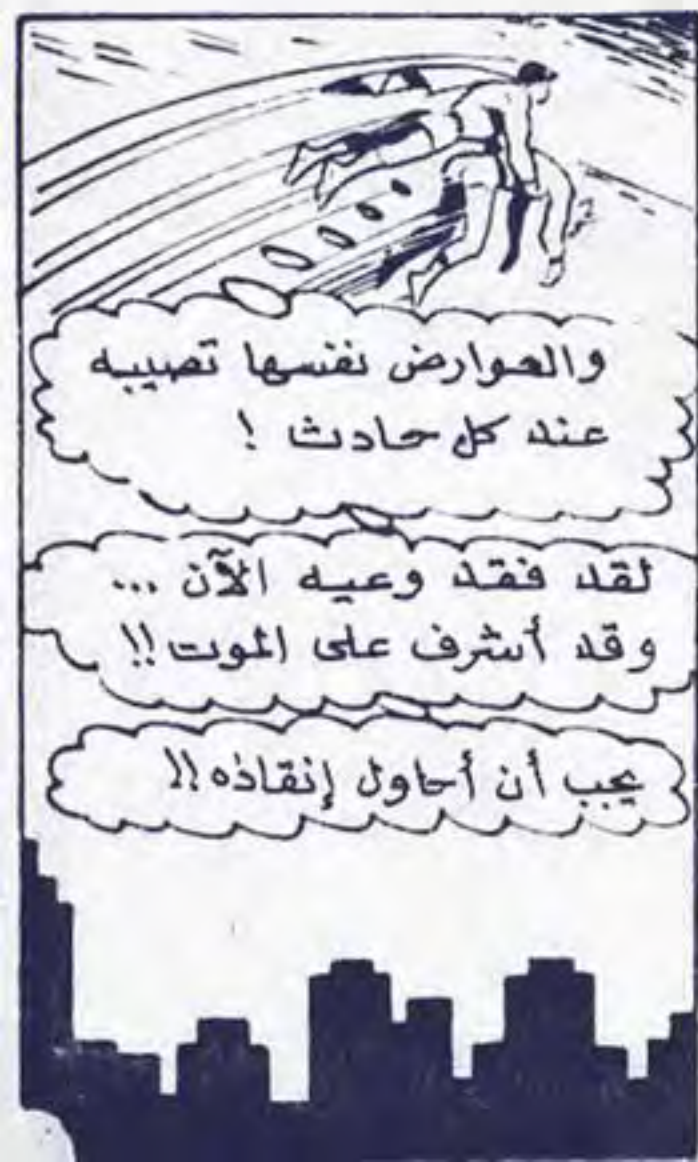 والعوارض نفسها تصيبه
عند كل حادث !
لقد فقد وعيه الآن ...
وقد أشرف على الموت !!
يجب أن أحاول إنقاذه !!